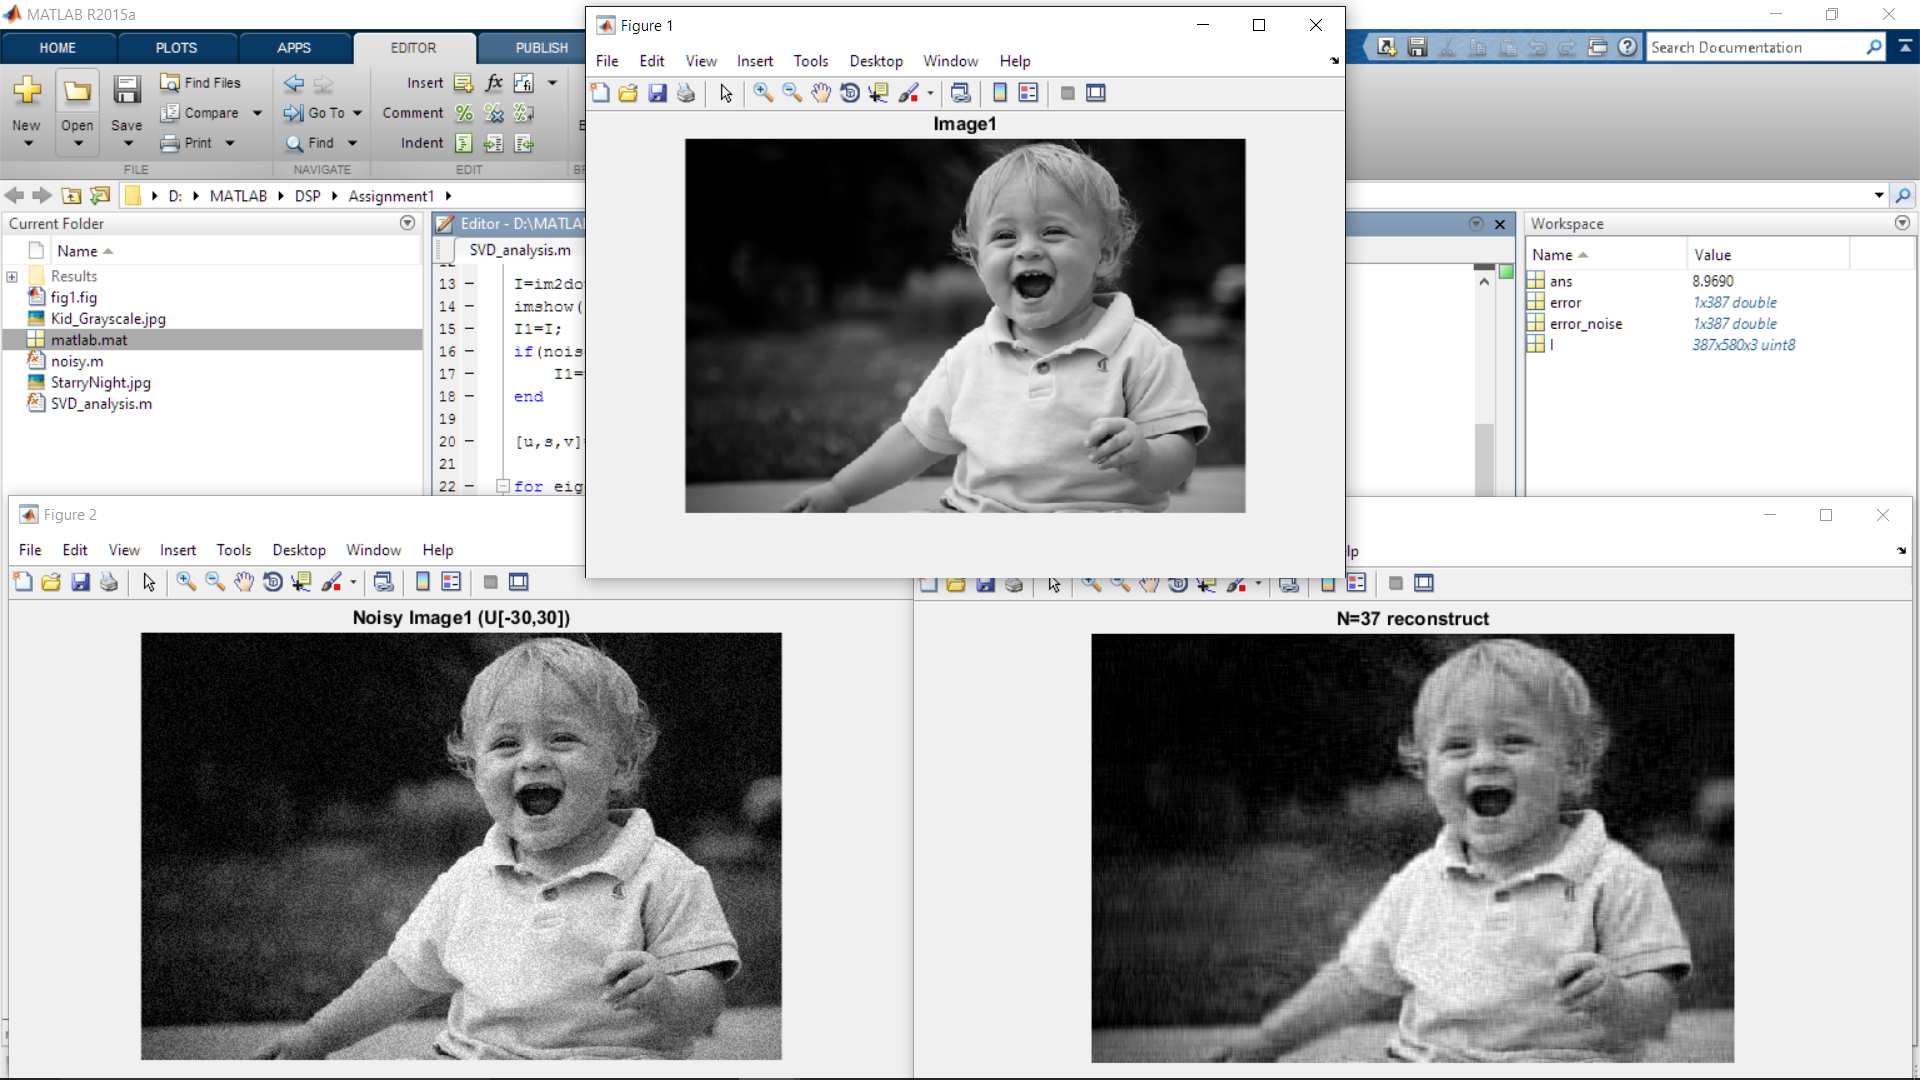 MATLAB R2015a
HOME PLOTS APPS EDITOR PUBLISH
Search Documentation
New Open Save
Find Files
Compare
Print
Go To
Find
Insert
Comment
Indent
FILE NAVIGATE EDIT
D: MATLAB DSP Assignment1
Current Folder
Name
Results
fig1.fig
Kid_Grayscale.jpg
matlab.mat
noisy.m
StarryNight.jpg
SVD_analysis.m
Editor - D:\MATLA
SVD_analysis.m
13 I=im2do
14 imshow(
15 I1=I;
16 if(nois
17 I1=
18 end
19
20 [u,s,v]
21
22 for eig
Figure 1
File Edit View Insert Tools Desktop Window Help
Image1
Workspace
Name Value
ans 8.9690
error 1x387 double
error_noise 1x387 double
I 387x580x3 uint8
Figure 2
File Edit View Insert Tools Desktop Window Help
Noisy Image1 (U[-30,30])
lp
N=37 reconstruct